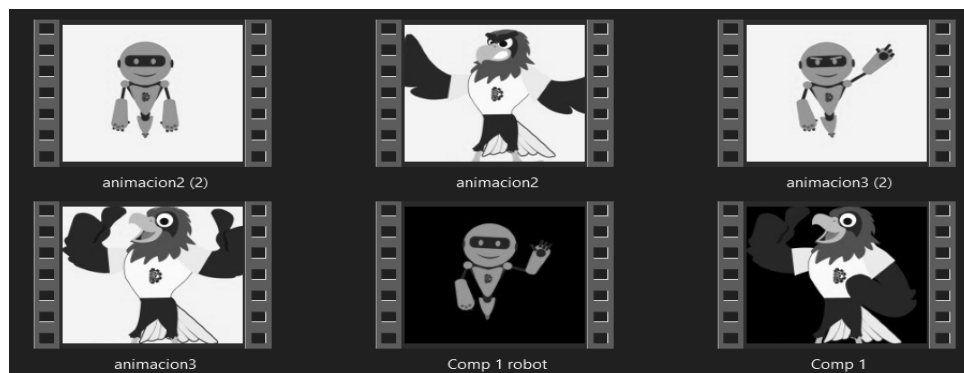 animacion2 (2)
animacion2
animacion3 (2)
animacion3
Comp 1 robot
Comp 1